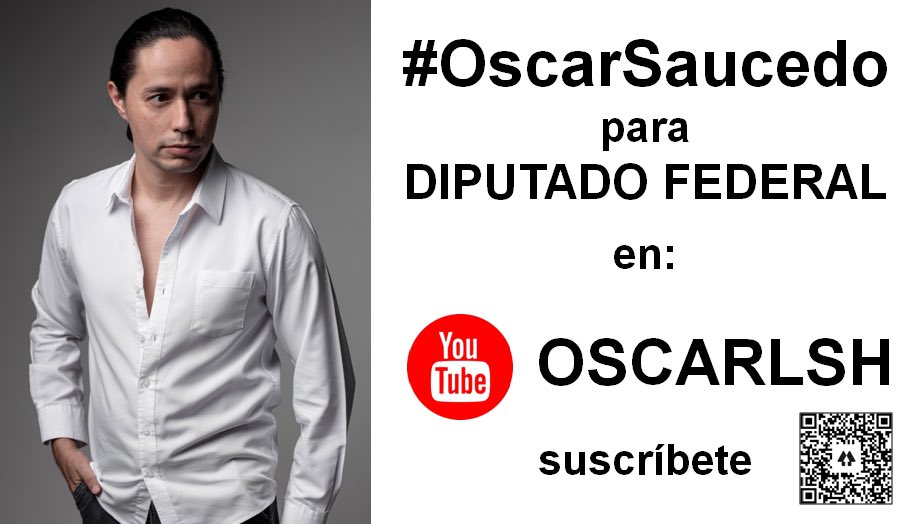 #OscarSaucedo
para
DIPUTADO FEDERAL
en:
You
Tube
OSCARLSH
suscríbete